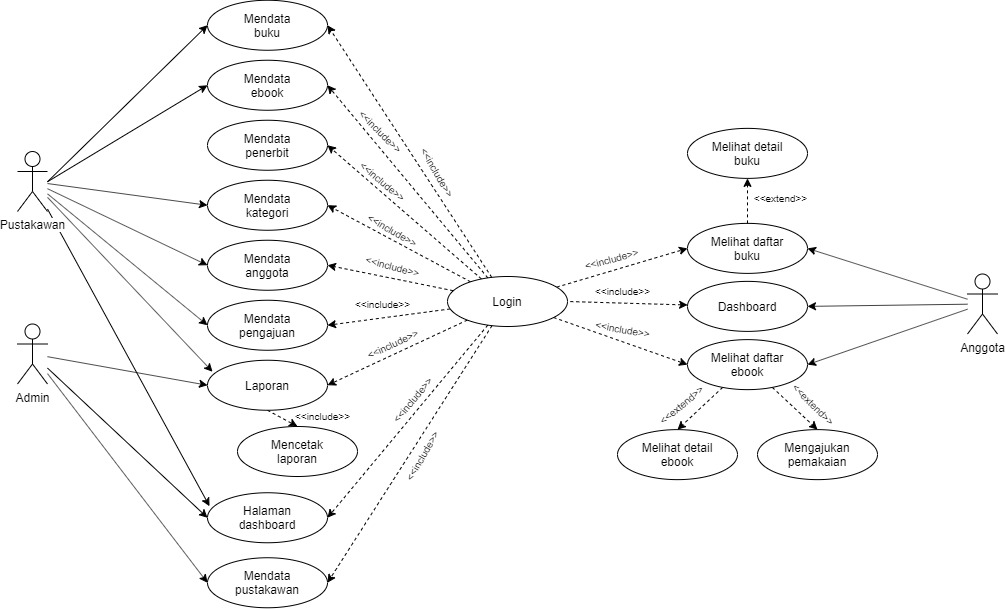 Mendata
buku
Mendata
ebook
<<include>>
<<include>>
Mendata
penerbit
Melihat detail
buku
<<include>>
Pustakawan
Mendata
kategori
<<extend>>
<<include>>
Melihat daftar
buku
Mendata
anggota
<<include>>
<<include>>
Login
<<include>>
Dashboard
Mendata
pengajuan
<<include>>
<<include>>
Anggota
<<include>>
Melihat daftar
ebook
Admin
Laporan
<<include>>
<<extend>>
<<extend>>
<<include>>
Mencetak
laporan
<<include>>
Melihat detail
ebook
Mengajukan
pemakaian
Halaman
dashboard
Mendata
pustakawan